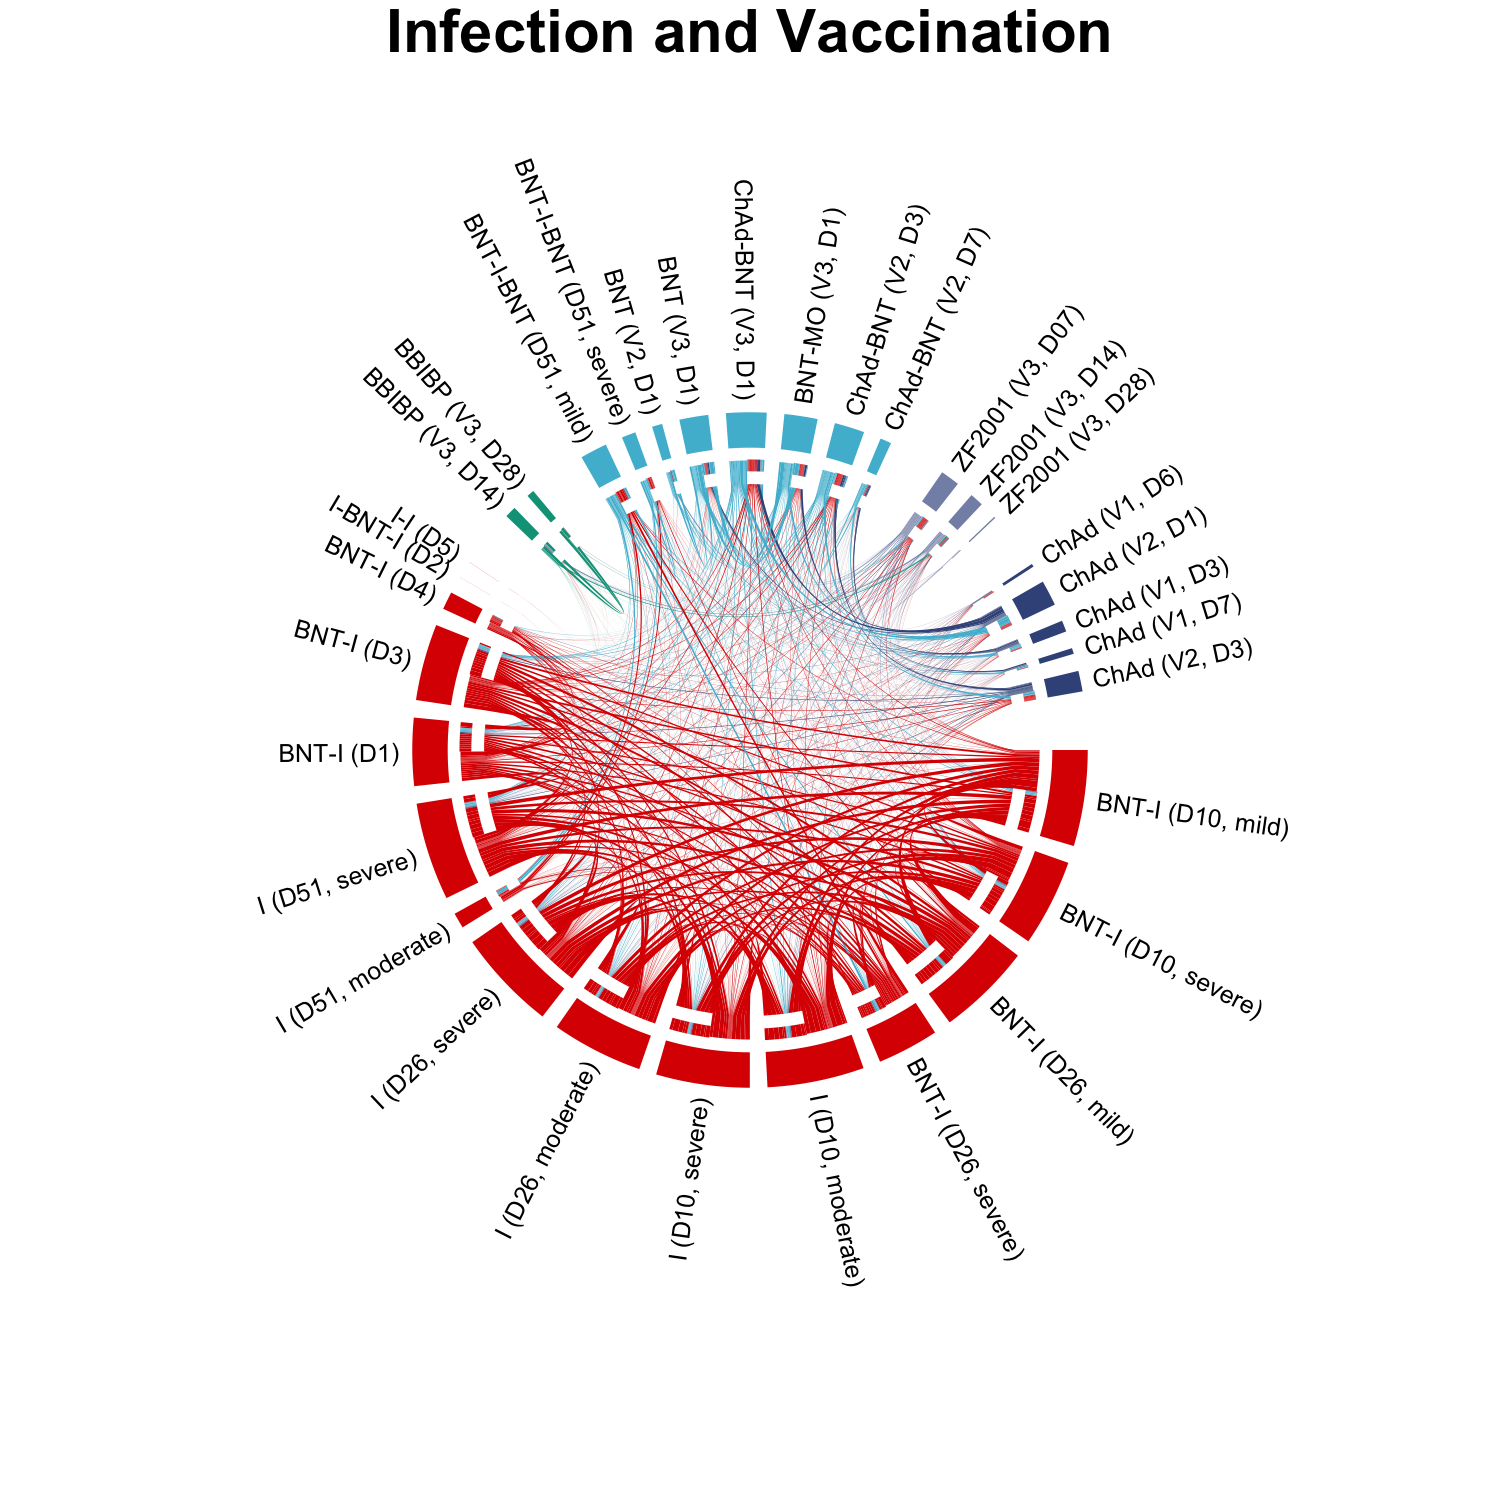 Infection and Vaccination
ChAd-BNT (V3, D1)
BNT-MO (V3, D1)
ChAd-BNT (V2, D3)
ChAd-BNT (V2, D7)
ZF2001 (V3, D07)
ZF2001 (V3, D14)
ZF2001 (V3, D28)
ChAd (V1, D6)
ChAd (V2, D1)
ChAd (V1, D3)
ChAd (V1, D7)
ChAd (V2, D3)
BNT-I (D10, mild)
BNT-I (D10, severe)
BNT-I (D26, mild)
BNT-I (D26, severe)
I (D10, moderate)
I (D10, severe)
I (D26, moderate)
I (D26, severe)
I (D51, moderate)
I (D51, severe)
BNT-I (D1)
BNT-I (D3)
BNT-I (D4)
I-BNT-I (D2)
I-I (D5)
BBIBP (V3, D14)
BBIBP (V3, D28)
BNT-I-BNT (D51, mild)
BNT-I-BNT (D51, severe)
BNT (V2, D1)
BNT (V3, D1)